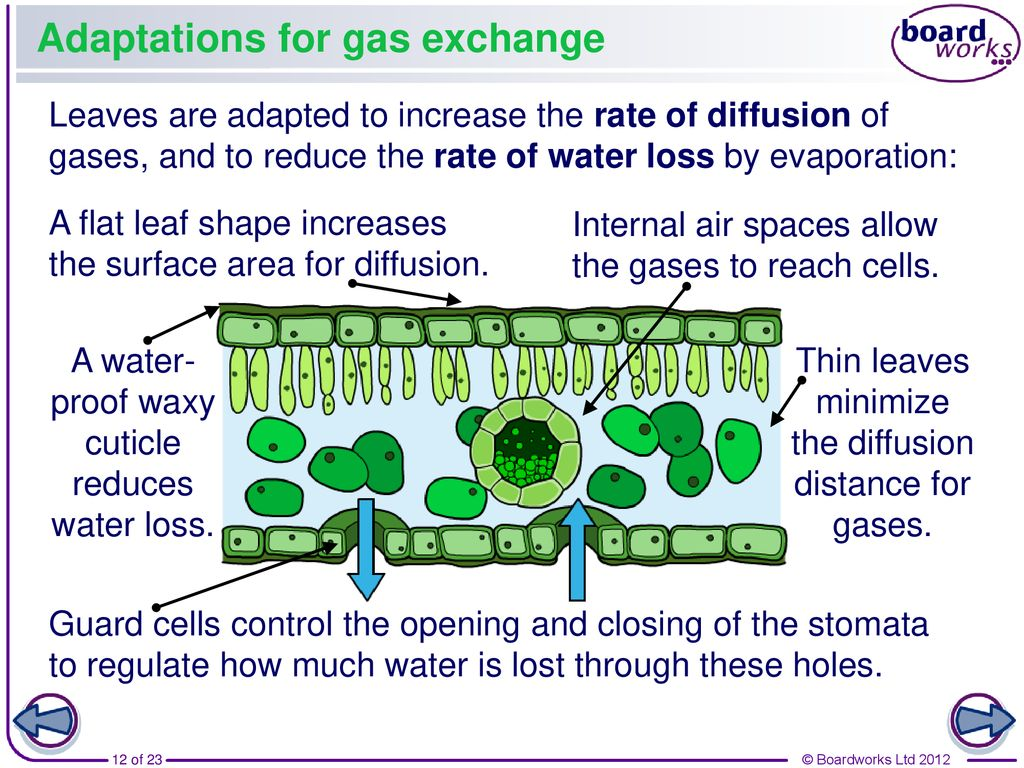 Adaptations for gas exchange
board
works
Leaves are adapted to increase the rate of diffusion of
gases, and to reduce the rate of water loss by evaporation:
A flat leaf shape increases
the surface area for diffusion.
Internal air spaces allow
the gases to reach cells.
A water-
proof waxy
cuticle
reduces
water loss.
Thin leaves
minimize
the diffusion
distance for
gases.
Guard cells control the opening and closing of the stomata
to regulate how much water is lost through these holes.
12 of 23
© Boardworks Ltd 2012